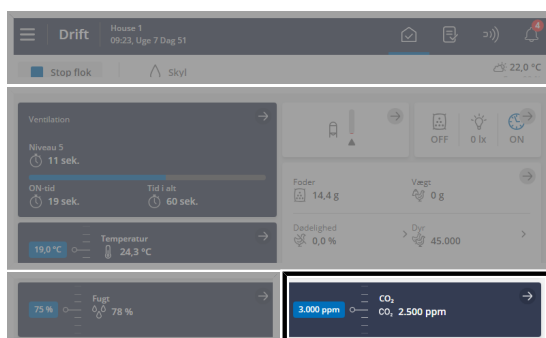 Drift
House 1
09:23, Uge 7 Dag 51
4
Stop flok
Skyl
22,0 °C
Ventilation
Niveau 5
11 sek.
ON-tid
19 sek.
Tid i alt
60 sek.
OFF
0 lx
ON
Foder
14,4 g
Vægt
0 g
Dødelighed
0,0 %
Dyr
45.000
19,0 °C
Temperatur
24,3 °C
75 %
Fugt
78 %
3.000 ppm
CO₂
CO₂ 2.500 ppm